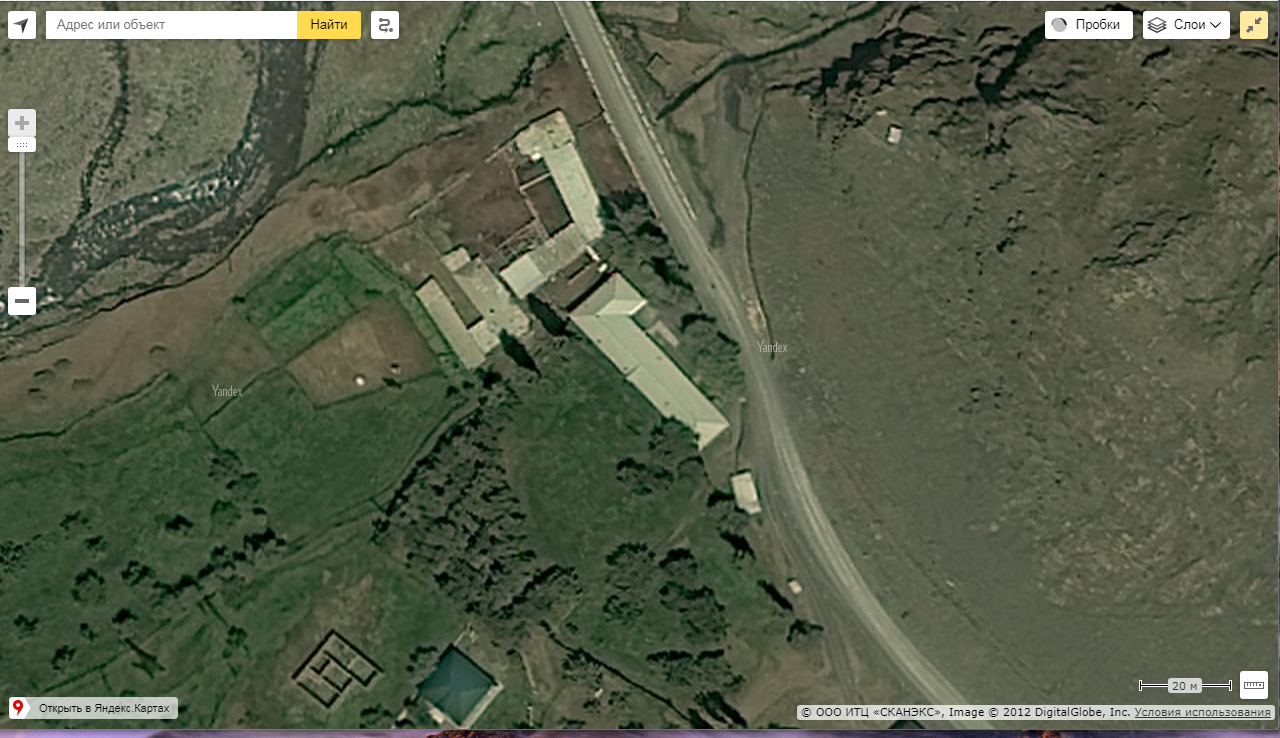 Адрес или объект
Найти
Пробки
Слои
Yandex
Yandex
20 м
Открыть в Яндекс.Картах
© ООО ИТЦ «СКАНЭКС», Image © 2012 DigitalGlobe, Inc. Условия использования